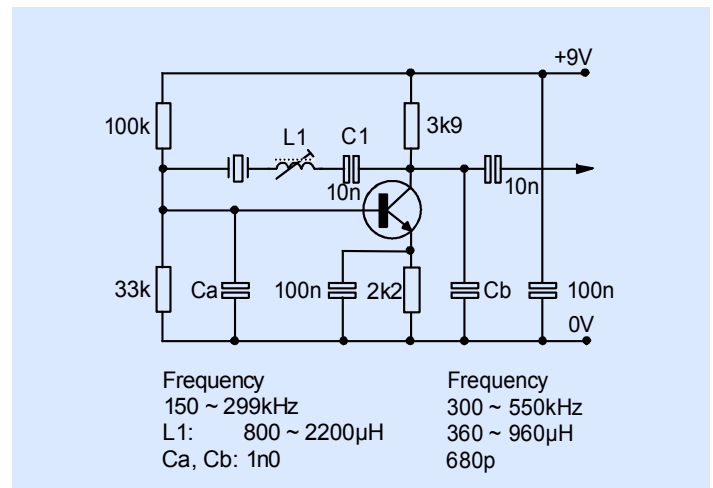 +9V
100k
L1
C1
3k9
10n
10n
33k
Ca
100n
2k2
Cb
100n
0V
Frequency
150 ~ 299kHz
L1: 800 ~ 2200µH
Ca, Cb: 1n0
Frequency
300 ~ 550kHz
360 ~ 960µH
680p